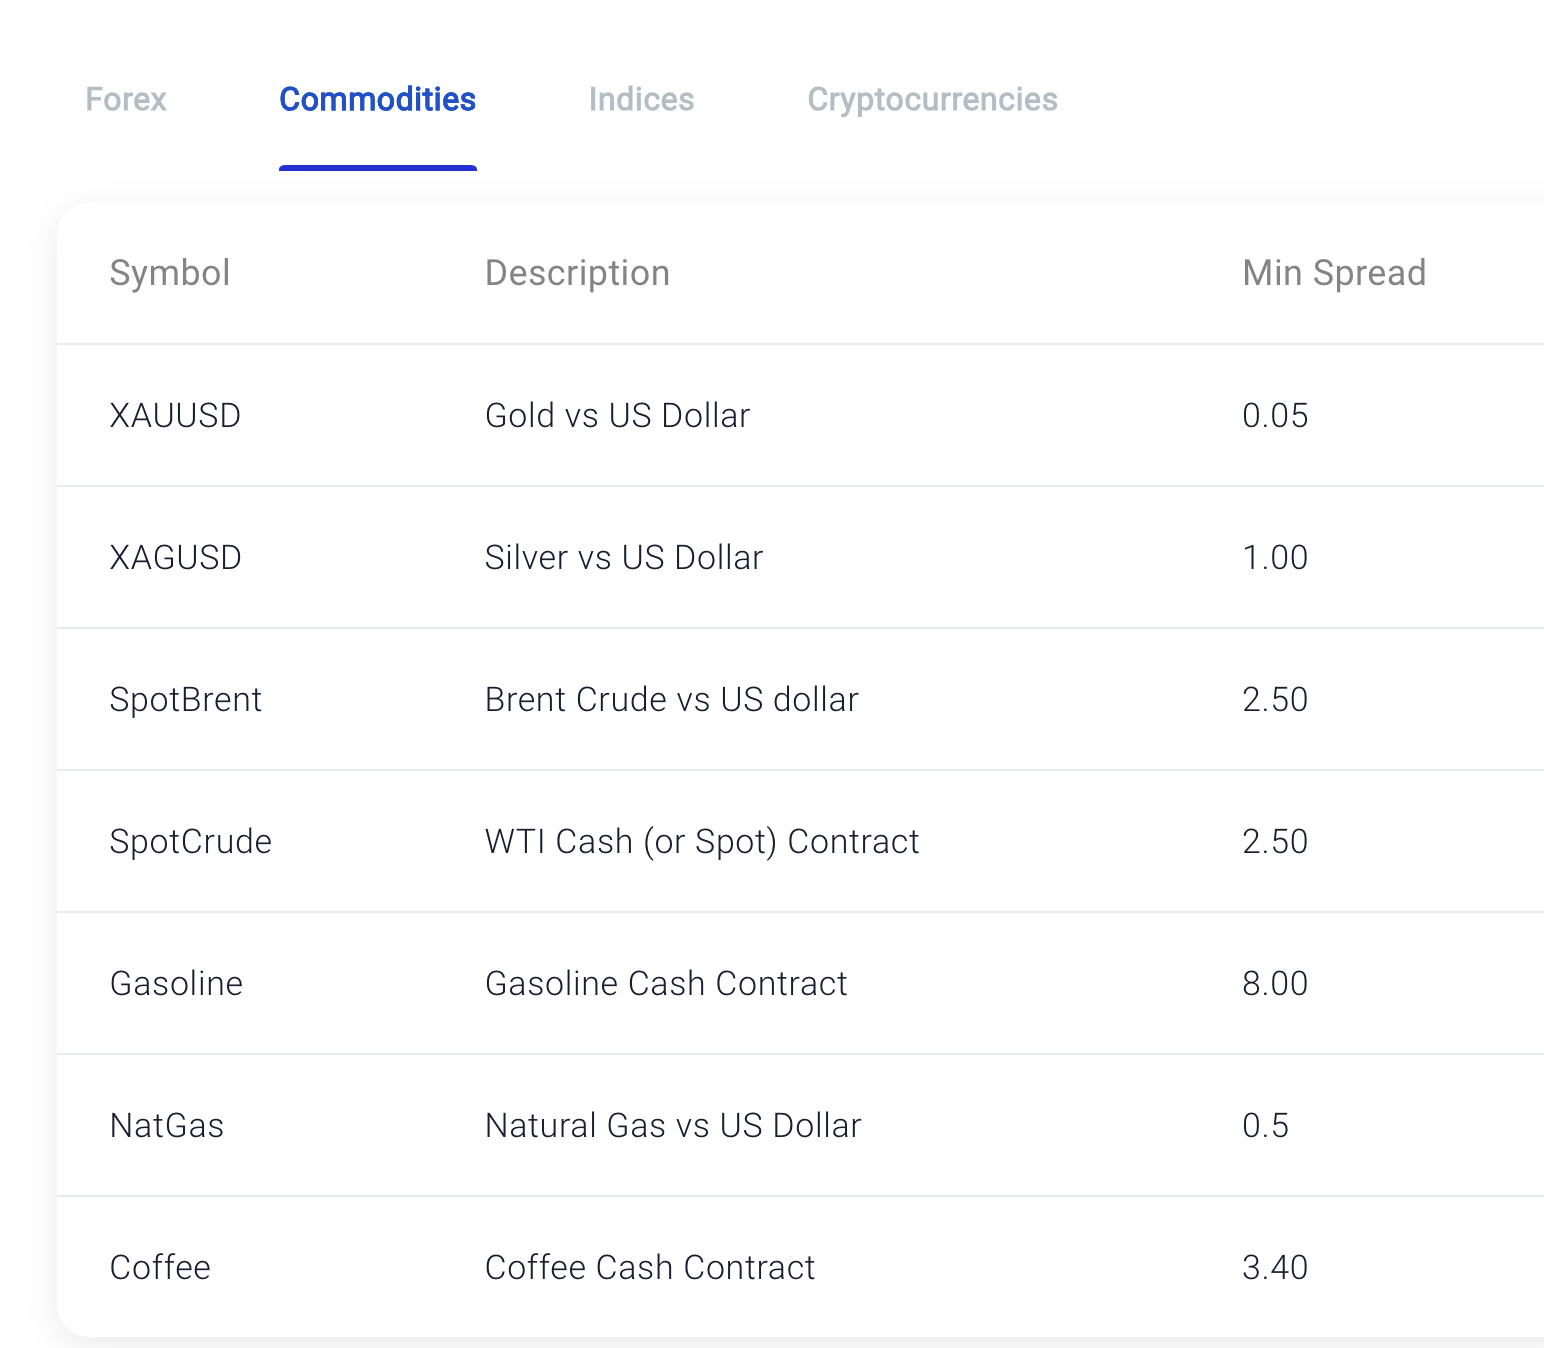 Forex Commodities Indices Cryptocurrencies
Symbol Description Min Spread
XAUUSD Gold vs US Dollar 0.05
XAGUSD Silver vs US Dollar 1.00
SpotBrent Brent Crude vs US dollar 2.50
SpotCrude WTI Cash (or Spot) Contract 2.50
Gasoline Gasoline Cash Contract 8.00
NatGas Natural Gas vs US Dollar 0.5
Coffee Coffee Cash Contract 3.40